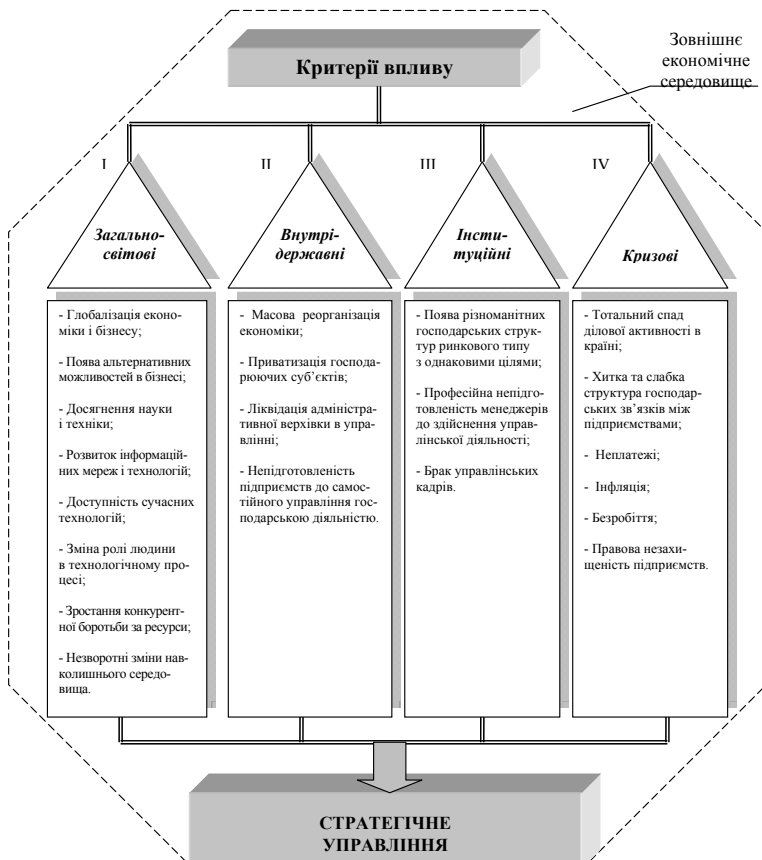 Зовнішнє
економічне
середовище
Критерії впливу
I
Загально-
світові
- Глобалізація еконо-
міки і бізнесу;
- Поява альтернативних
можливостей в бізнесі;
- Досягнення науки
і техніки;
- Розвиток інформацій-
них мереж і технологій;
- Доступність сучасних
технологій;
- Зміна ролі людини
в технологічному про-
цесі;
- Зростання конкурент-
ної боротьби за ресурси;
- Незворотні зміни нав-
колишнього середо-
вища.
II
Внутрі-
державні
- Масова реорганізація
економіки;
- Приватизація господа-
рюючих суб’єктів;
- Ліквідація адміністра-
тивної верхівки в упра-
влінні;
- Непідготовленість
підприємств до самос-
тійного управління гос-
подарською діяльністю.
III
Інсти-
туційні
- Поява різноманітних
господарських струк-
тур ринкового типу
з однаковими цілями;
- Професійна непідго-
товленість менеджерів
до здійснення управ-
лінської діяльності;
- Брак управлінських
кадрів.
IV
Кризові
- Тотальний спад
ділової активності в
країні;
- Хитка та слабка
структура господар-
ських зв’язків між
підприємствами;
- Неплатежі;
- Інфляція;
- Безробіття;
- Правова незахи-
щеність підприємств.
СТРАТЕГІЧНЕ
УПРАВЛІННЯ